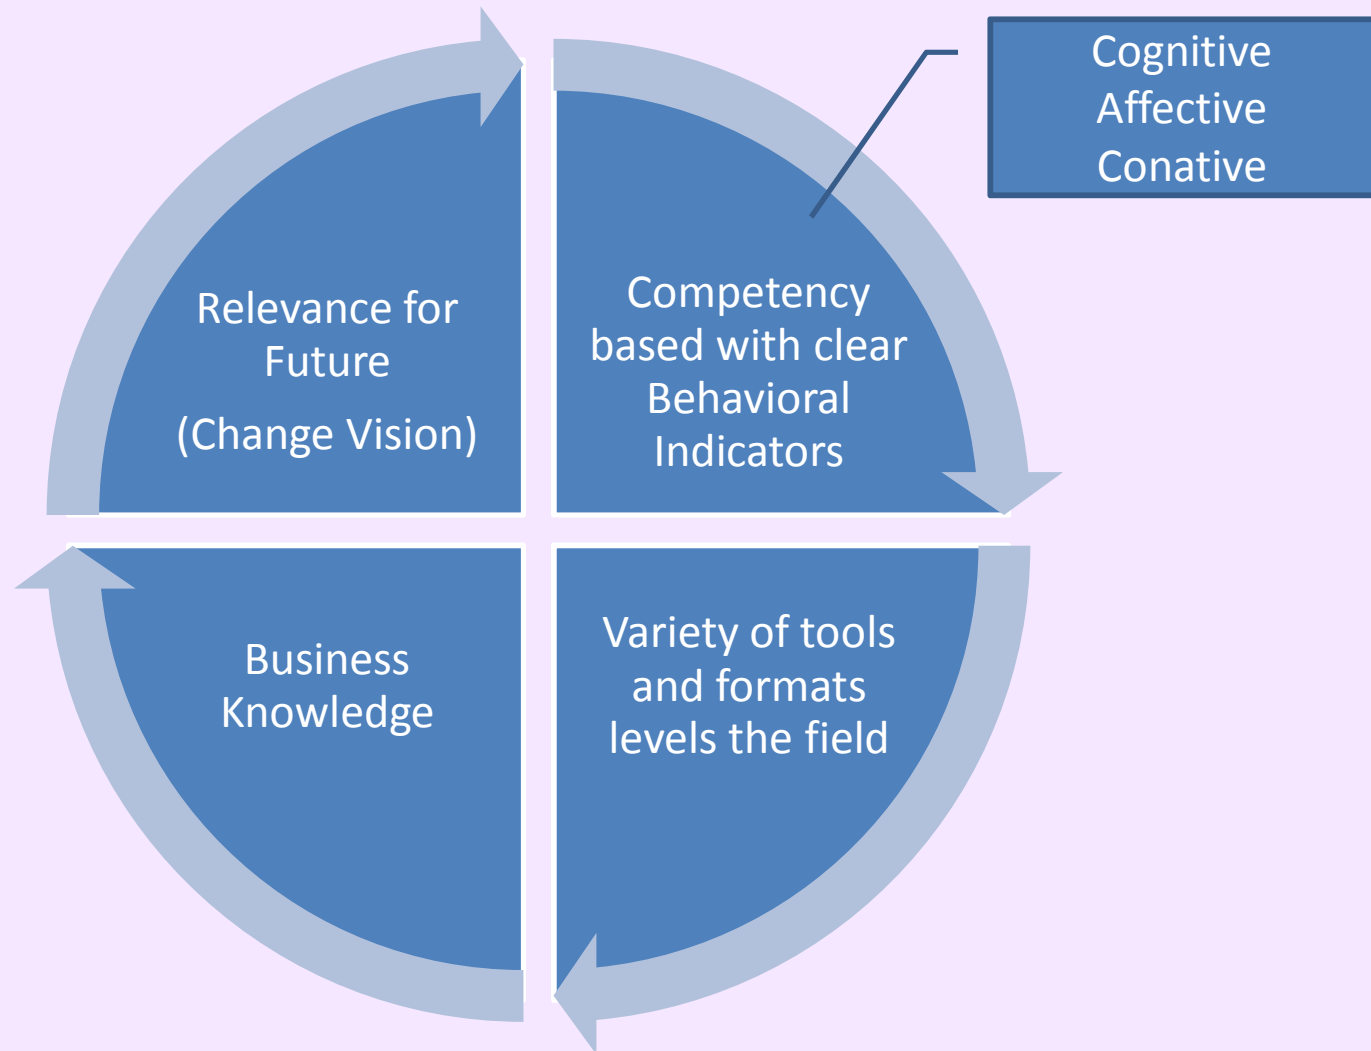 Cognitive
Affective
Conative
Relevance for
Future
(Change Vision)
Competency
based with clear
Behavioral
Indicators
Business
Knowledge
Variety of tools
and formats
levels the field